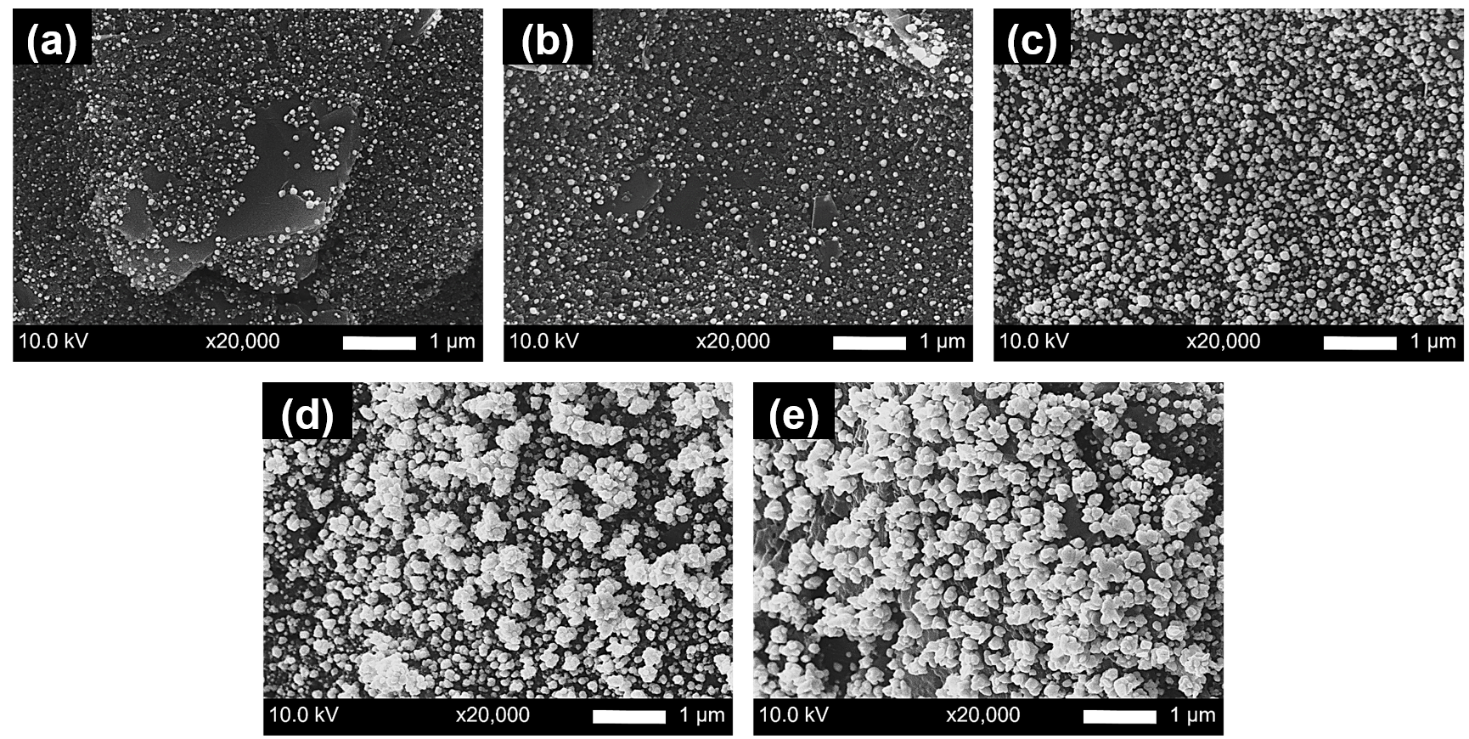 (a)
(b)
(c)
10.0 kV x20,000 1 μm
10.0 kV x20,000 1 μm
10.0 kV x20,000 1 μm
(d)
(e)
10.0 kV x20,000 1 μm
10.0 kV x20,000 1 μm